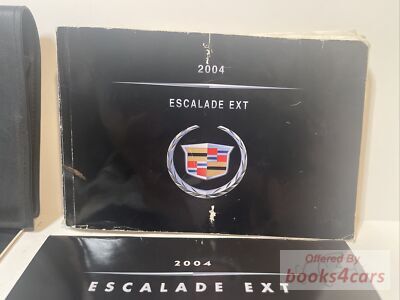 2004
ESCALADE EXT
2004
ESCALADE EXT
Offered By
books4cars